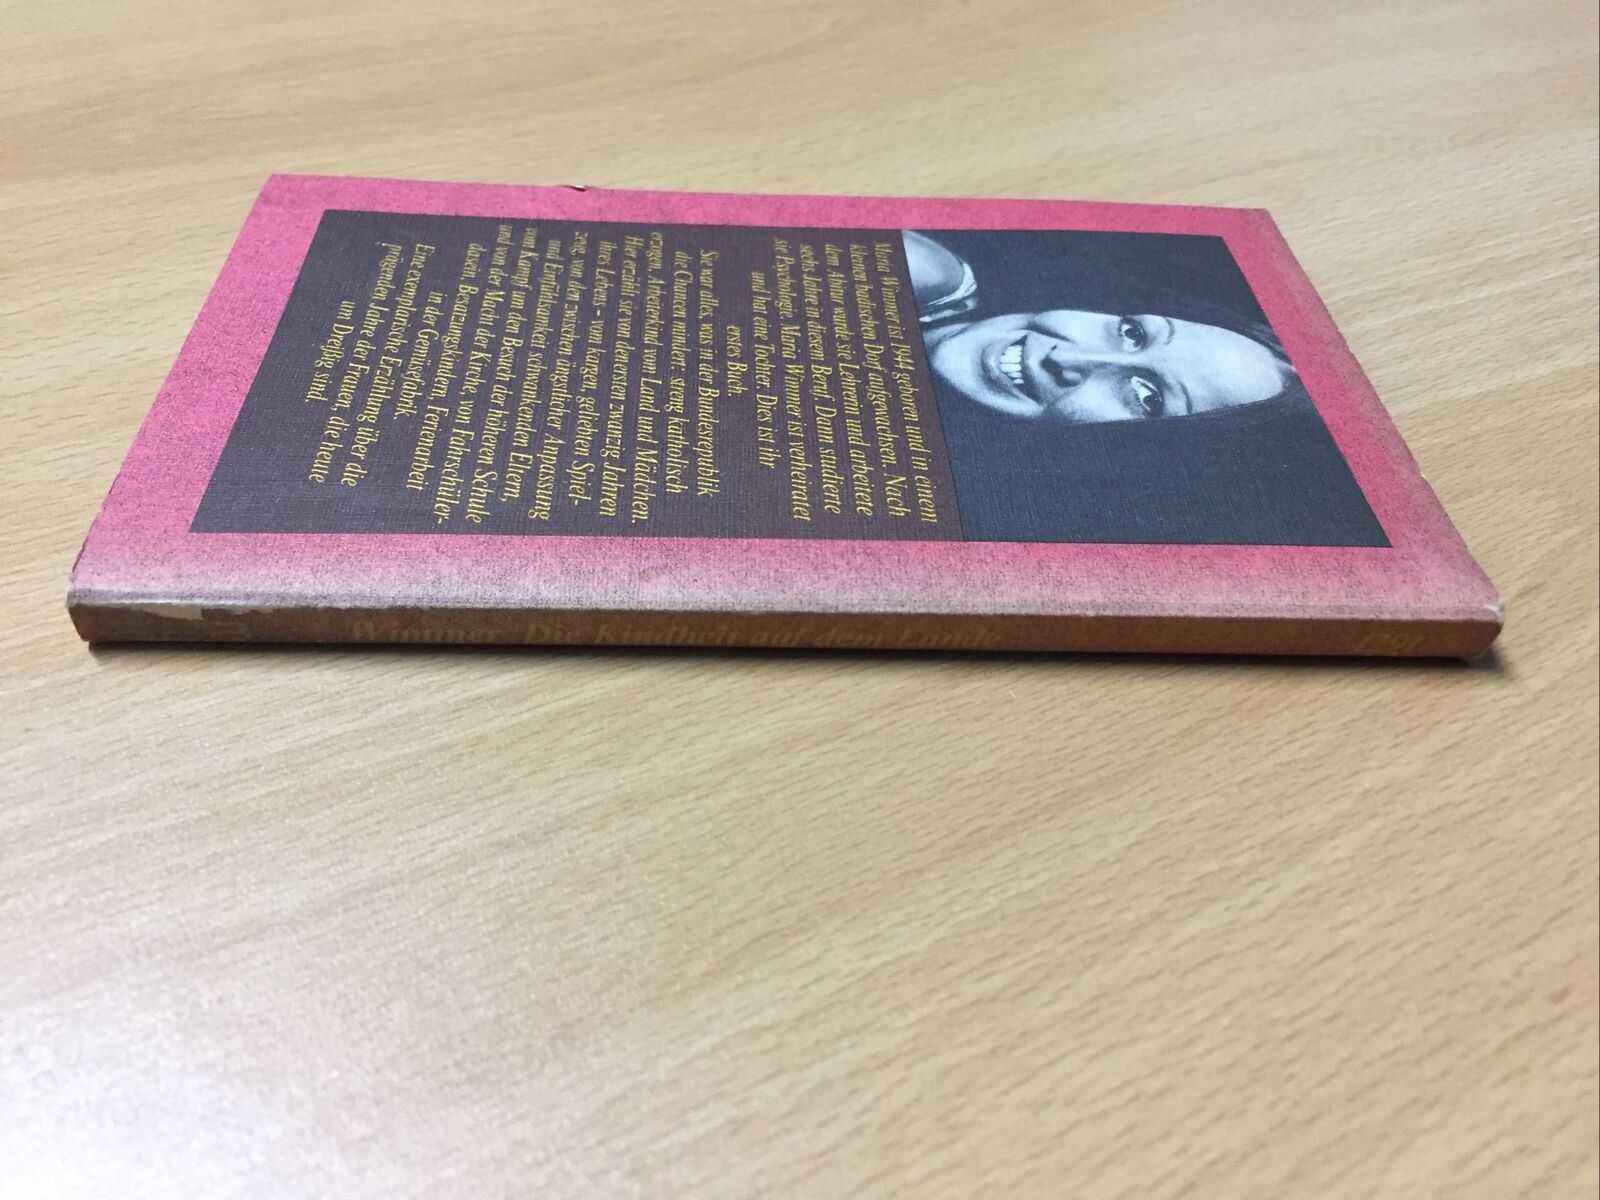 Maria Wimmer ist 1944 geboren und in einem
kleinen badischen Dorf aufgewachsen. Nach
dem Abitur wurde sie Lehrerin und arbeitete
sechs Jahre in diesem Beruf. Dann studierte
sie Psychologie. Maria Wimmer ist verheiratet
und hat eine Tochter. Dies ist ihr
erstes Buch.
Sie war alles, was in der Bundesrepublik
die Chancen mindert: streng katholisch
erzogen, Arbeiterkind vom Land und Mädchen.
Hier erzählt sie von den ersten zwanzig Jahren
ihres Lebens – vom kargen, geliebten Spiel-
zeug, von den zwischen ängstlicher Anpassung
und Einfühlsamkeit schwankenden Eltern,
vom Kampf um den Besuch der höheren Schule
und von der Macht der Kirche, von Fahrschüler-
dasein, Besatzungskindern, Ferienarbeit
in der Gemüsefabrik.
Eine exemplarische Erzählung über die
prägenden Jahre der Frauen, die heute
um Dreißig sind.
Wimmer Die Kindheit auf dem Lande